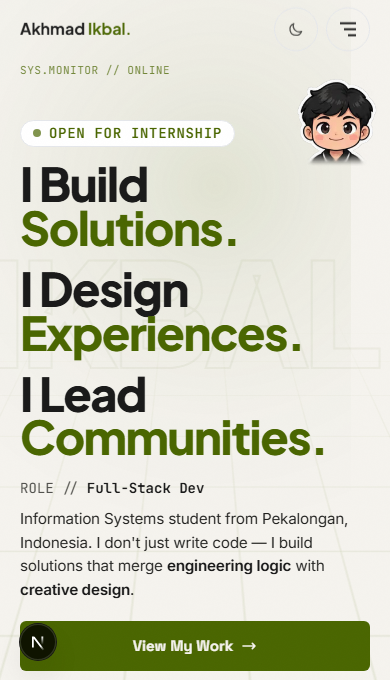 Akhmad Ikbal.
SYS.MONITOR // ONLINE
OPEN FOR INTERNSHIP
IKBAL
I Build
Solutions.
I Design
Experiences.
I Lead
Communities.
ROLE // Full-Stack Dev
Information Systems student from Pekalongan,
Indonesia. I don't just write code — I build
solutions that merge engineering logic with
creative design.
N
View My Work →